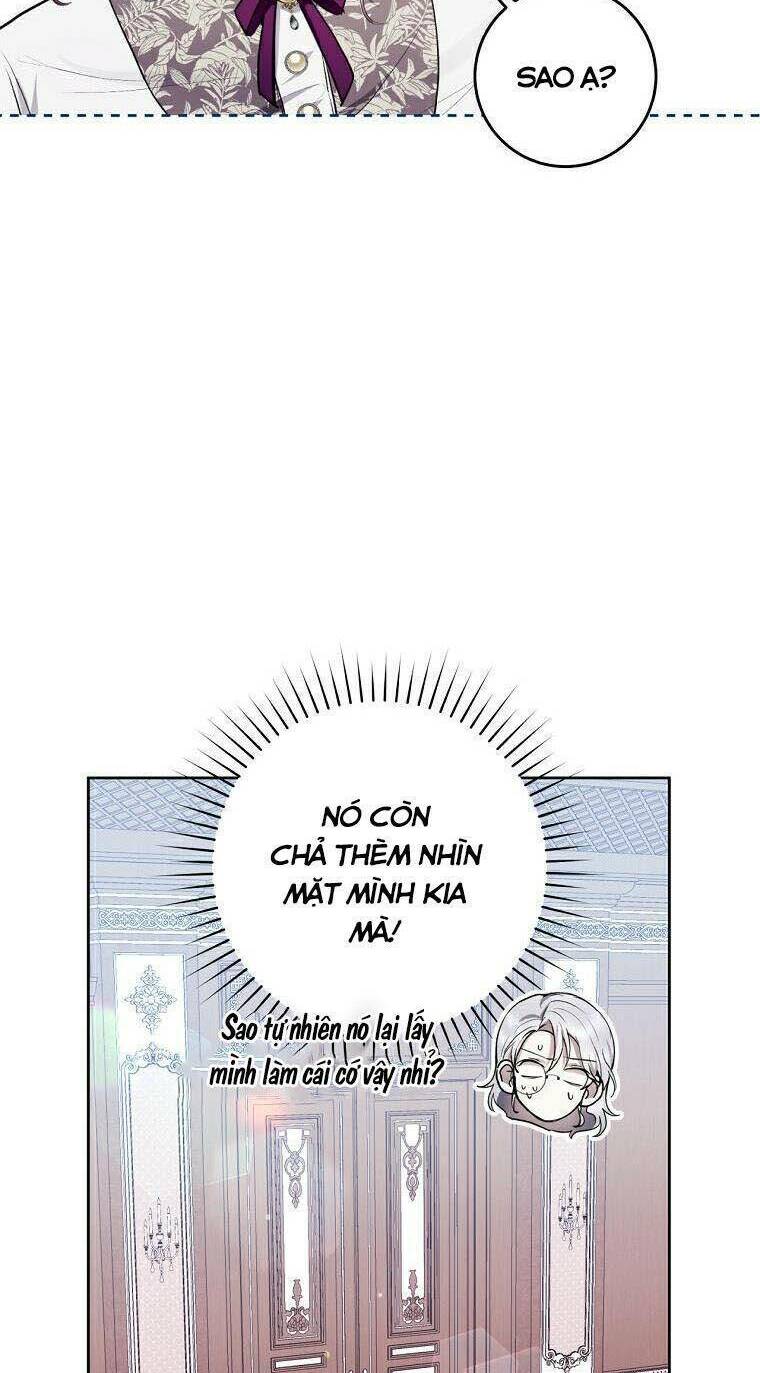 SAO Ạ?
NÓ CÒN
CHẢ THÈM NHÌN
MẶT MÌNH KIA
MÀ!
Sao tự nhiên nó lại lấy
mình làm cái cớ vậy nhỉ?